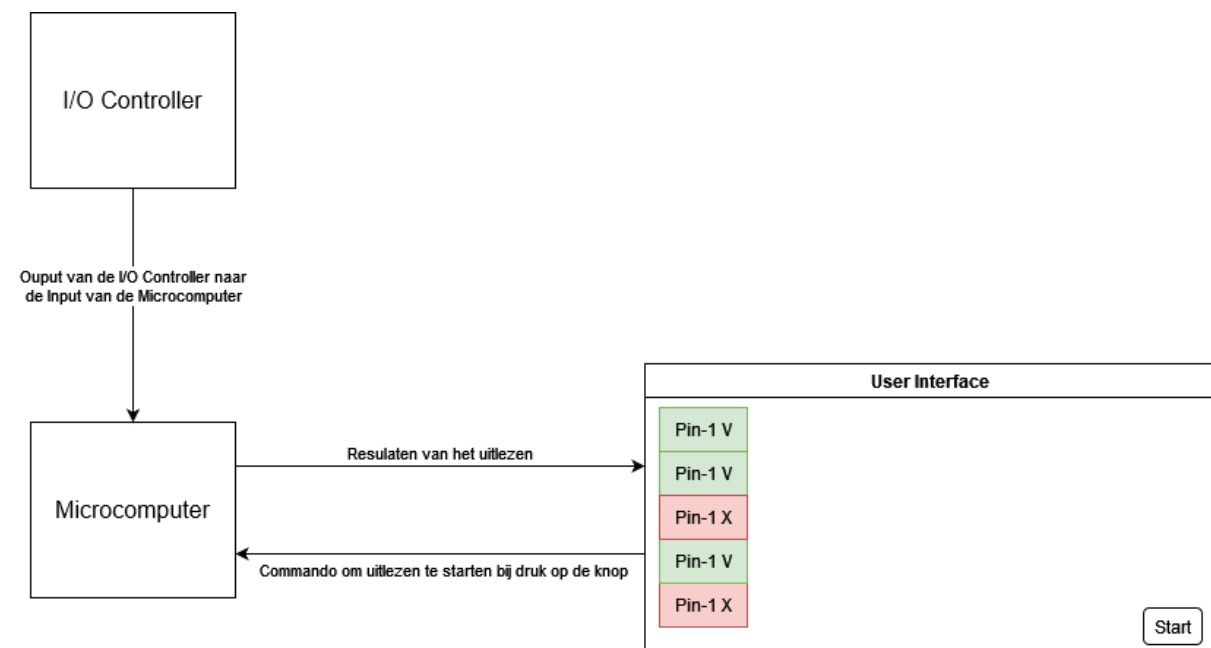 I/O Controller
Ouput van de I/O Controller naar
de Input van de Microcomputer
User Interface
Pin-1 V
Resulaten van het uitlezen
Pin-1 V
Microcomputer
Pin-1 X
Commando om uitlezen te starten bij druk op de knop
Pin-1 V
Pin-1 X
Start